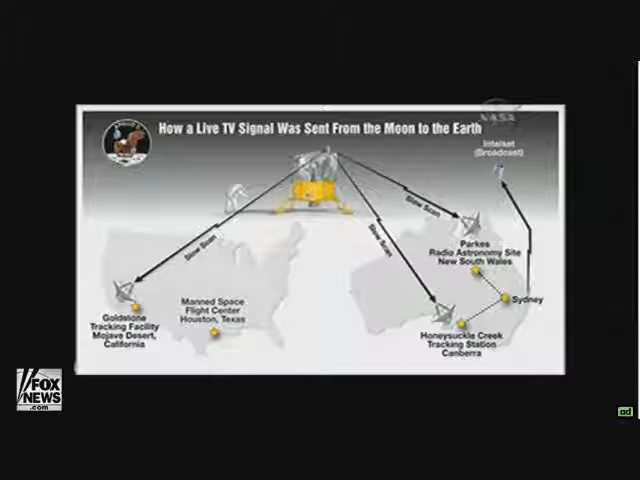 NASA
How a Live TV Signal Was Sent From the Moon to the Earth
Intelsat
(Broadcast)
Slow Scan
Slow Scan
Slow Scan
Parkes
Radio Astronomy Site
New South Wales
Sydney
Goldstone
Tracking Facility
Mojave Desert,
California
Manned Space
Flight Center
Houston, Texas
Honeysuckle Creek
Tracking Station
Canberra
FOX
NEWS
.com
ad